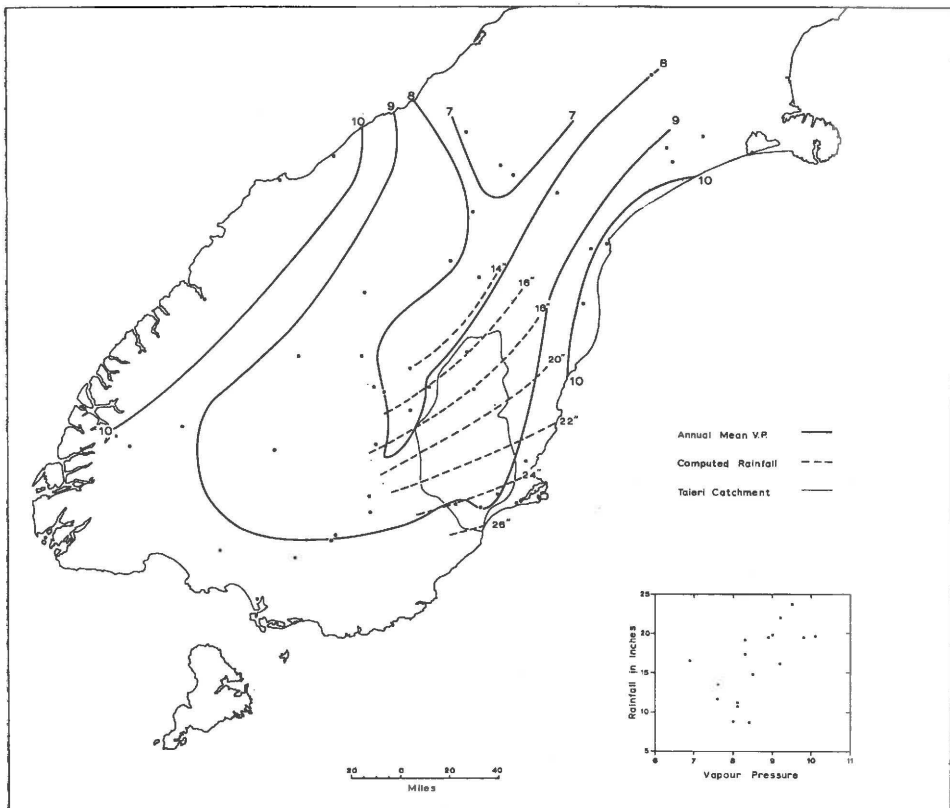 8
7
7
8
9
10
9
10
14"
16"
18"
20"
10
22"
24"
26"
10
Annual Mean V.P.
Computed Rainfall
Taieri Catchment
20 0 20 40
Miles
25
20
15
10
5
Rainfall in Inches
6 7 8 9 10 11
Vapour Pressure